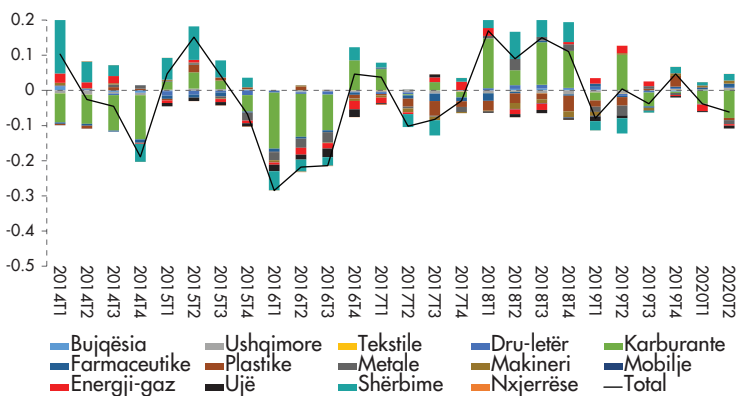 0.2
0.1
0
-0.1
-0.2
-0.3
-0.4
-0.5
2014T1
2014T2
2014T3
2014T4
2015T1
2015T2
2015T3
2015T4
2016T1
2016T2
2016T3
2016T4
2017T1
2017T2
2017T3
2017T4
2018T1
2018T2
2018T3
2018T4
2019T1
2019T2
2019T3
2019T4
2020T1
2020T2
Bujqësia Ushqimore Tekstile Dru-letër Karburante
Farmaceutike Plastike Metale Makineri Mobilje
Energji-gaz Ujë Shërbime Nxjerrëse Total